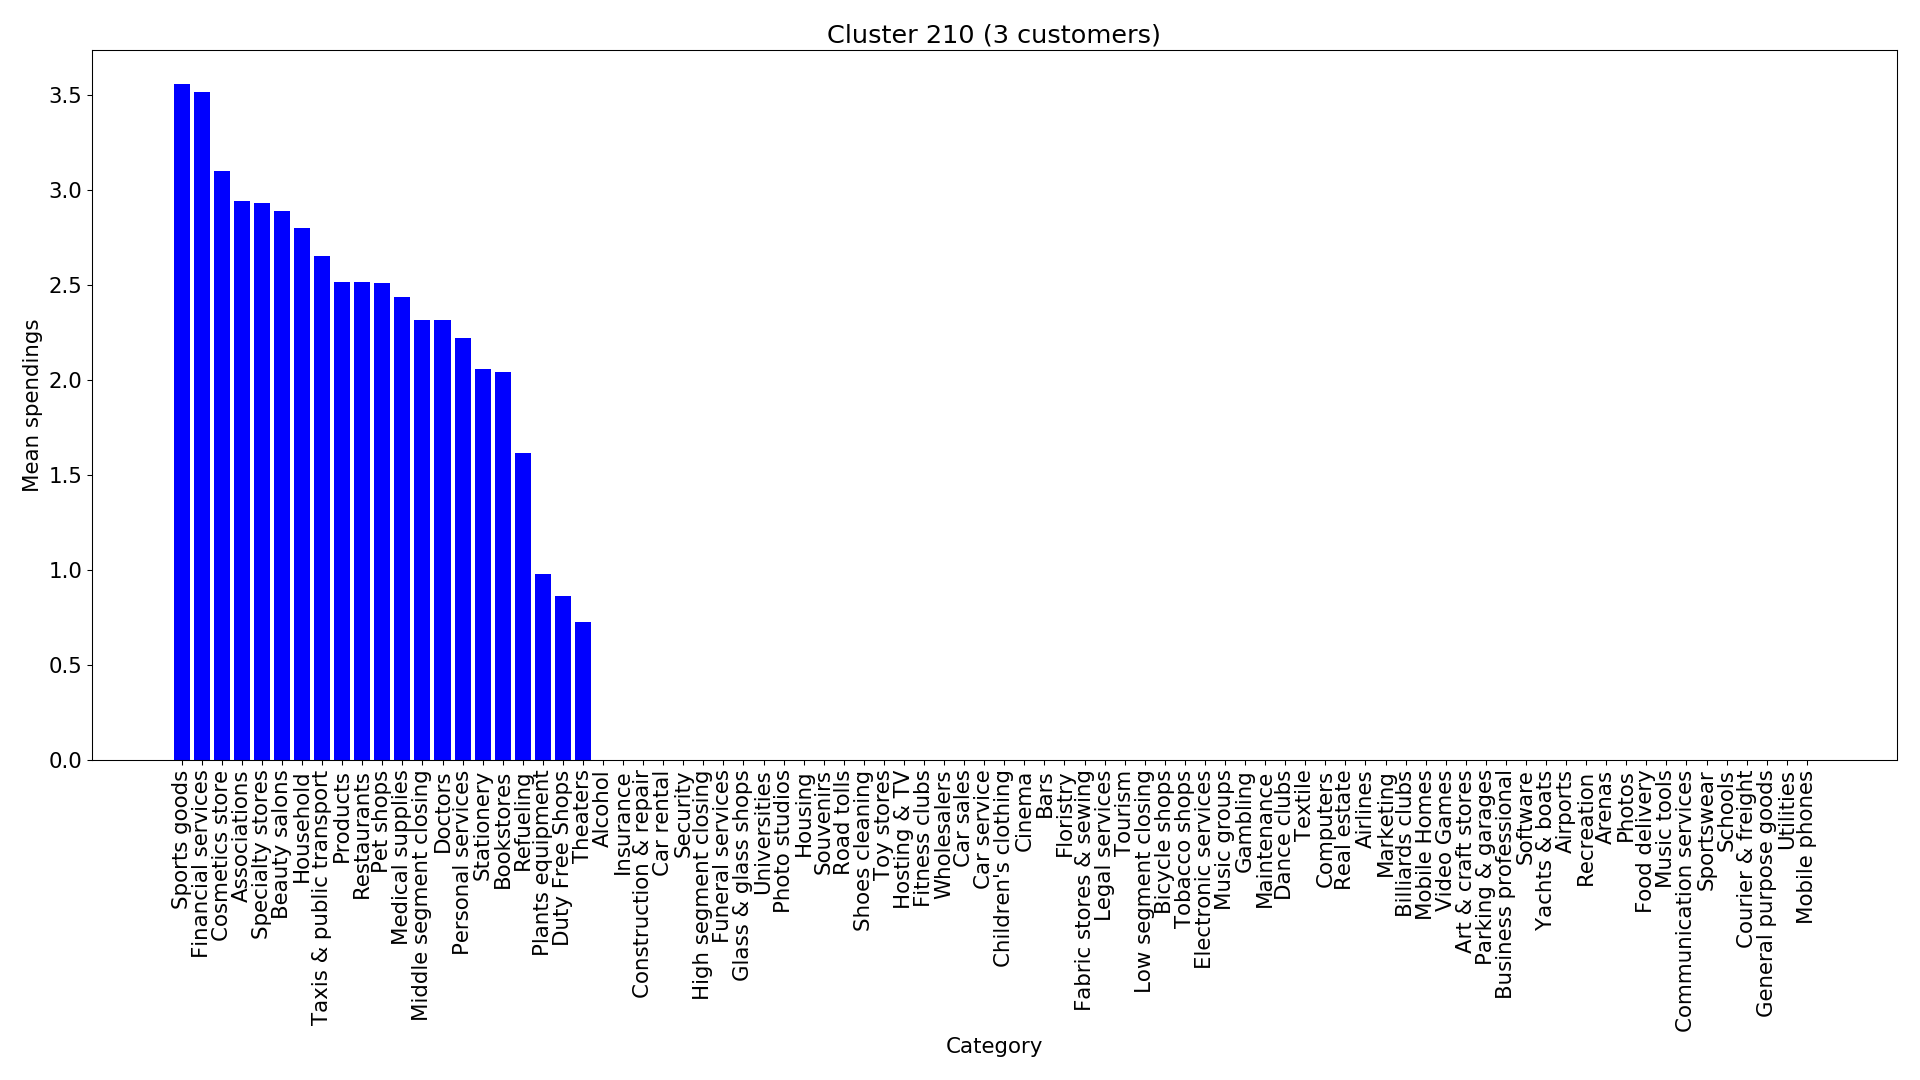 Cluster 210 (3 customers)
Mean spendings
3.5
3.0
2.5
2.0
1.5
1.0
0.5
0.0
Sports goods
Financial services
Cosmetics store
Associations
Specialty stores
Beauty salons
Household
Taxis & public transport
Products
Restaurants
Pet shops
Medical supplies
Middle segment closing
Doctors
Personal services
Stationery
Bookstores
Refueling
Plants equipment
Duty Free Shops
Theaters
Alcohol
Insurance
Construction & repair
Car rental
Security
High segment closing
Funeral services
Glass & glass shops
Universities
Photo studios
Housing
Souvenirs
Road tolls
Shoes cleaning
Toy stores
Hosting & TV
Fitness clubs
Wholesalers
Car sales
Car service
Children's clothing
Cinema
Bars
Floristry
Fabric stores & sewing
Legal services
Tourism
Low segment closing
Bicycle shops
Tobacco shops
Electronic services
Music groups
Gambling
Maintenance
Dance clubs
Textile
Computers
Real estate
Airlines
Marketing
Billiards clubs
Mobile Homes
Video Games
Art & craft stores
Parking & garages
Business professional
Software
Yachts & boats
Airports
Recreation
Arenas
Photos
Food delivery
Music tools
Communication services
Sportswear
Schools
Courier & freight
General purpose goods
Utilities
Mobile phones
Category